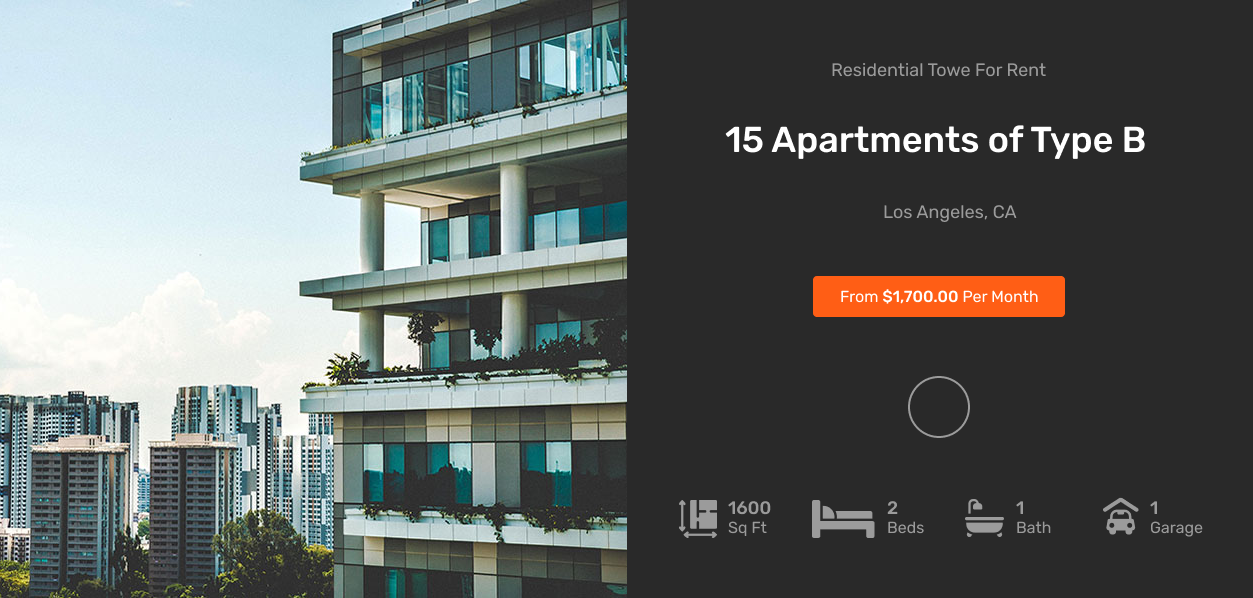 Residential Towe For Rent
15 Apartments of Type B
Los Angeles, CA
From $1,700.00 Per Month
1600
Sq Ft
2
Beds
1
Bath
1
Garage